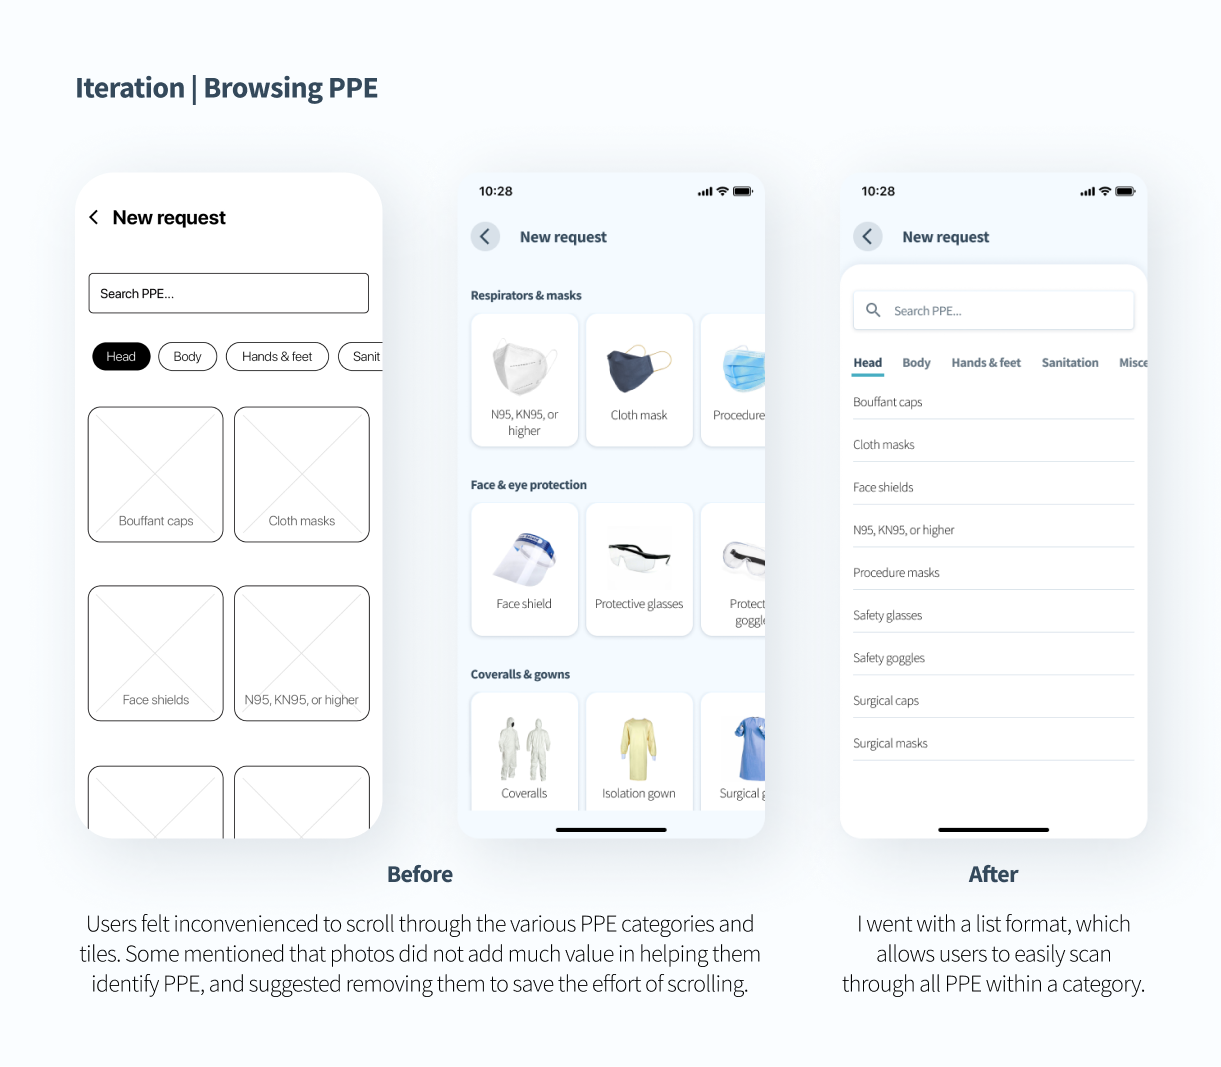 Iteration | Browsing PPE
New request
Search PPE...
Head Body Hands & feet Sanit
Bouffant caps Cloth masks
Face shields N95, KN95, or higher
10:28
New request
Respirators & masks
N95, KN95, or
higher
Cloth mask
Procedure
Face & eye protection
Face shield
Protective glasses
Protect
goggle
Coveralls & gowns
Coveralls
Isolation gown
Surgical g
10:28
New request
Search PPE...
Head Body Hands & feet Sanitation Misce
Bouffant caps
Cloth masks
Face shields
N95, KN95, or higher
Procedure masks
Safety glasses
Safety goggles
Surgical caps
Surgical masks
Before
Users felt inconvenienced to scroll through the various PPE categories and
tiles. Some mentioned that photos did not add much value in helping them
identify PPE, and suggested removing them to save the effort of scrolling.
After
I went with a list format, which
allows users to easily scan
through all PPE within a category.